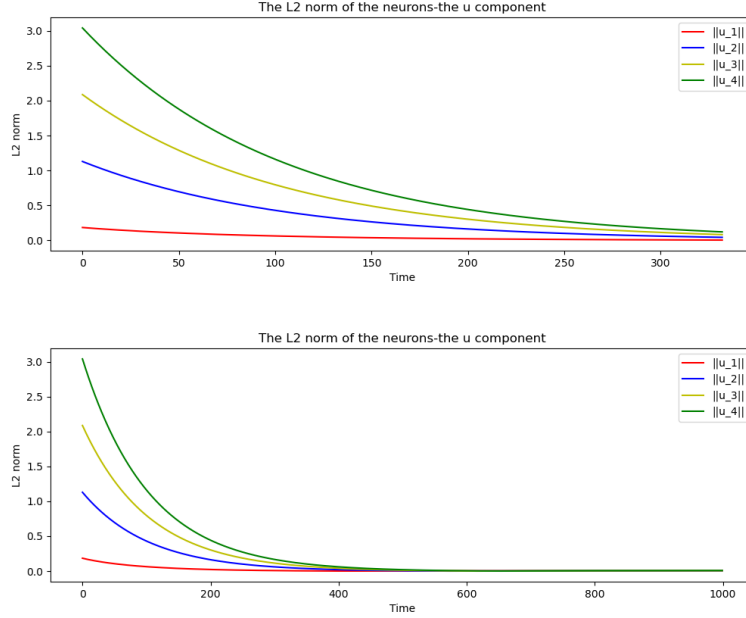 The L2 norm of the neurons-the u component
3.0
2.5
2.0
1.5
1.0
0.5
0.0
L2 norm
||u_1||
||u_2||
||u_3||
||u_4||
0 50 100 150 200 250 300
Time
The L2 norm of the neurons-the u component
3.0
2.5
2.0
1.5
1.0
0.5
0.0
L2 norm
||u_1||
||u_2||
||u_3||
||u_4||
0 200 400 600 800 1000
Time